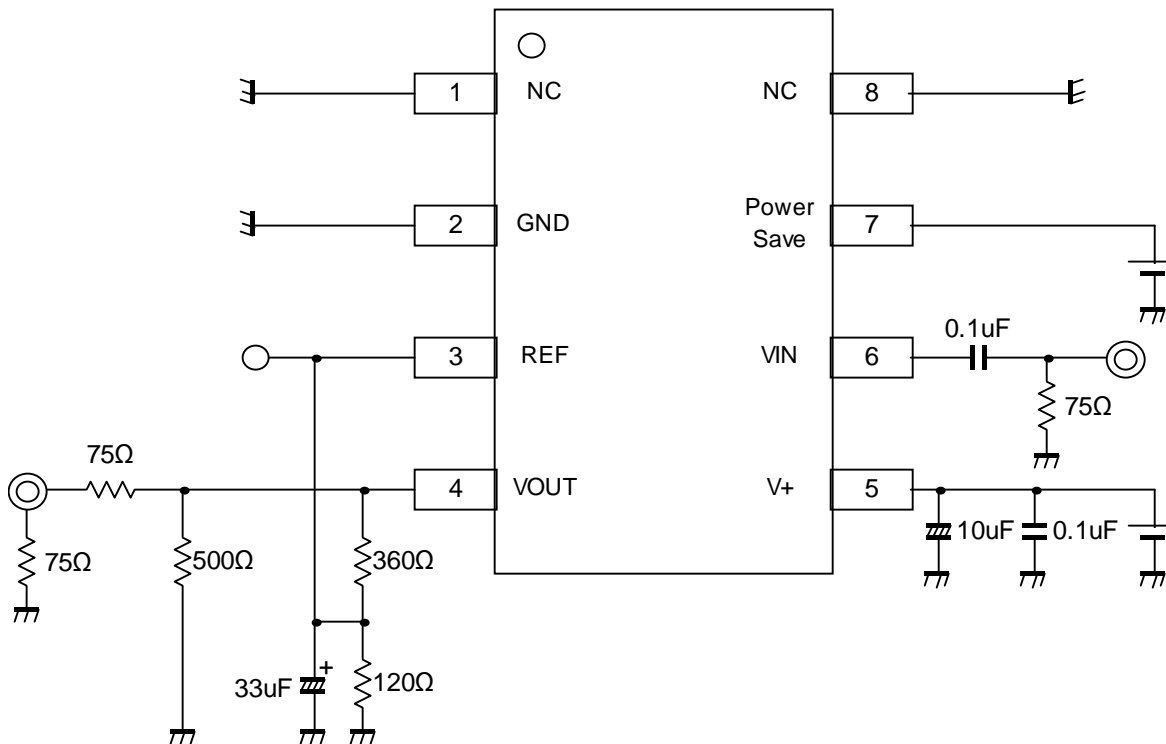 1 NC NC 8
2 GND Power Save 7
3 REF VIN 6
0.1uF
75Ω
75Ω
4 VOUT V+ 5
75Ω
500Ω
360Ω
10uF
0.1uF
33uF
+
120Ω